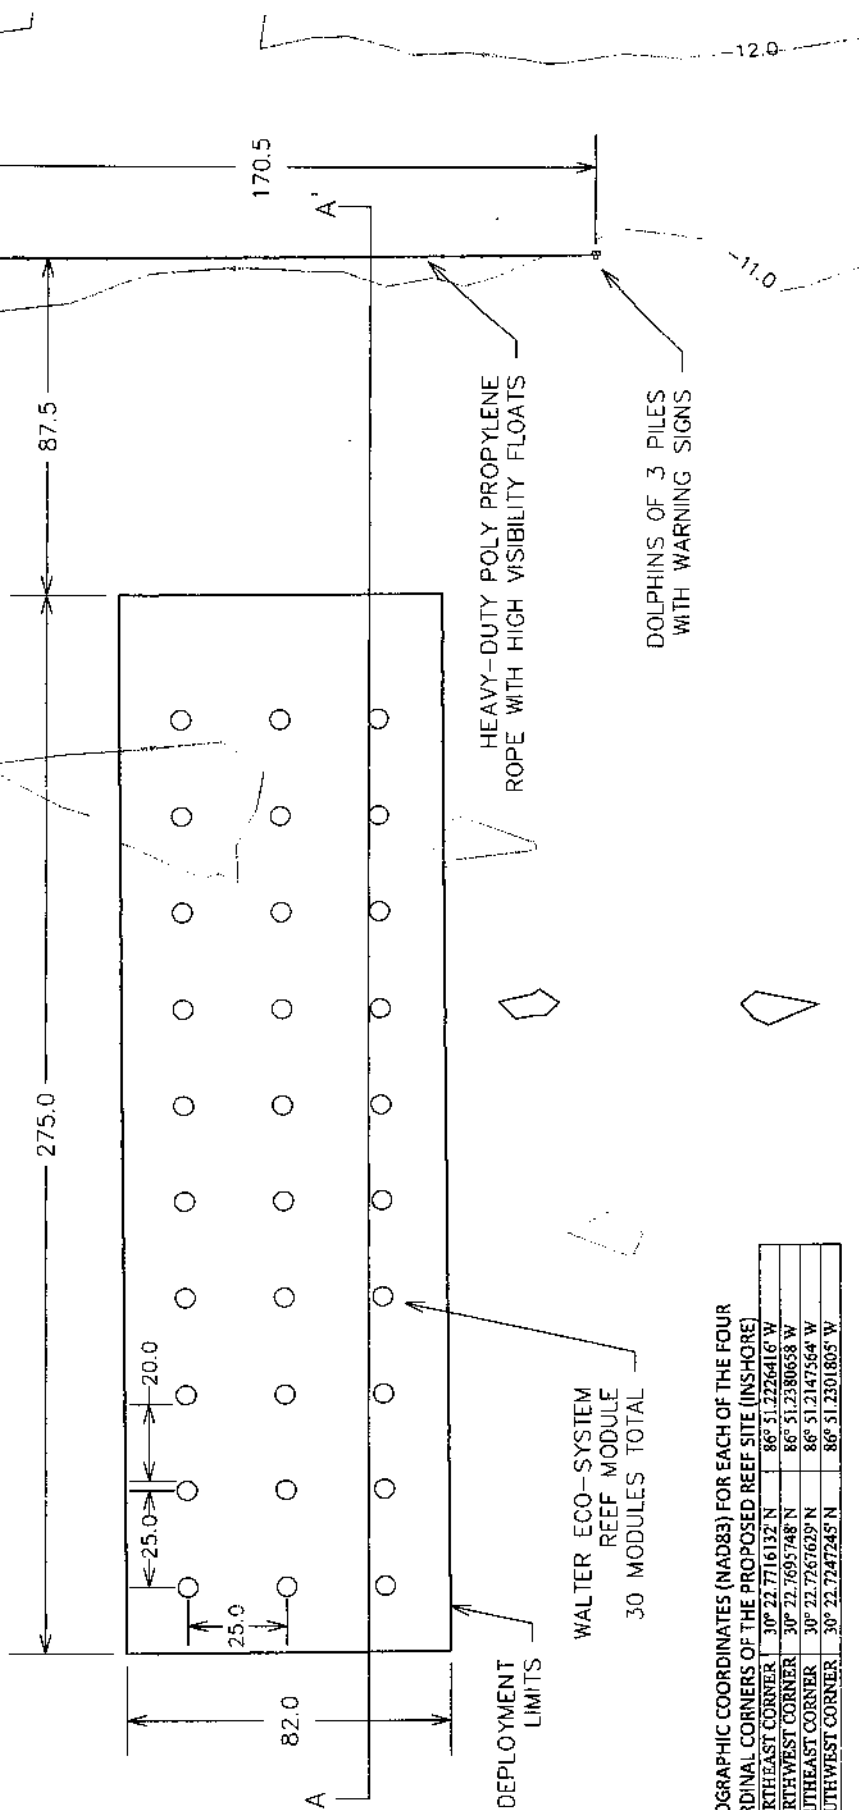 -12.0
170.5
A'
-11.0
87.5
HEAVY-DUTY POLY PROPYLENE
ROPE WITH HIGH VISIBILITY FLOATS
DOLPHINS OF 3 PILES
WITH WARNING SIGNS
275.0
20.0
25.0
25.0
82.0
A
WALTER ECO-SYSTEM
REEF MODULE
30 MODULES TOTAL
DEPLOYMENT
LIMITS
OGRAPHIC COORDINATES (NAD83) FOR EACH OF THE FOUR
RDINAL CORNERS OF THE PROPOSED REEF SITE (INSHORE)
RTHEAST CORNER 30° 22.7716132' N 86° 51.2226416' W
RTHWEST CORNER 30° 22.7695748' N 86° 51.2380658 W
UTHEAST CORNER 30° 22.7267629' N 86° 51.2147564' W
UTHWEST CORNER 30° 22.7247245' N 86° 51.2301805' W